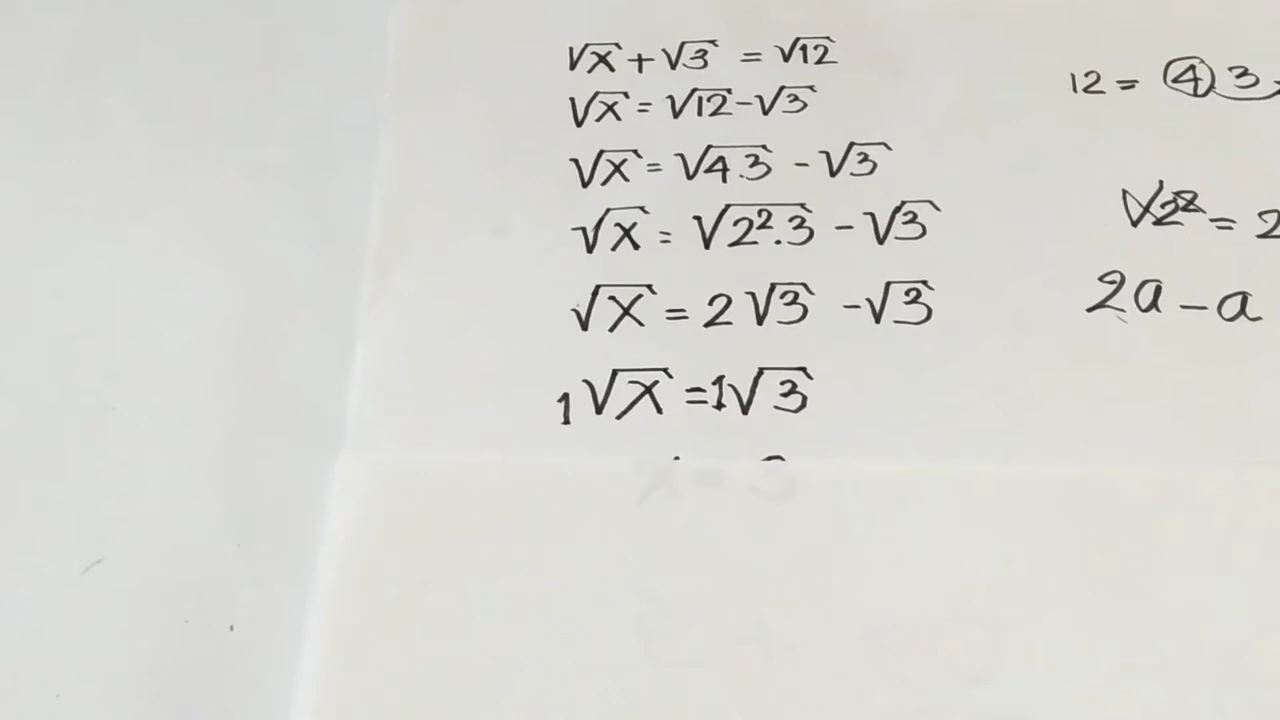 √x + √3 = √12
√x = √12 - √3
√x = √4.3 - √3
√x = √2².3 - √3
√x = 2√3 - √3
1√x = 1√3
12 = 4 3
√2² = 2
2a - a